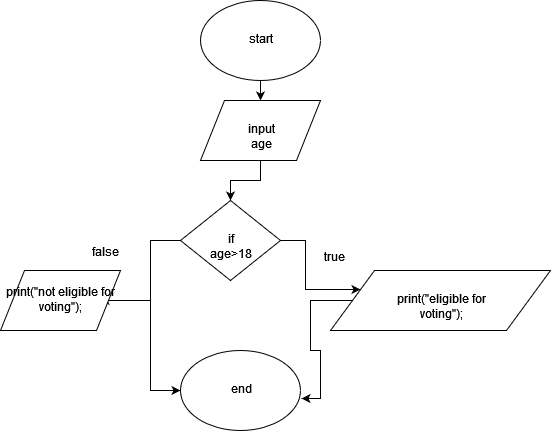 start
input
age
if
age>18
false
true
print("not eligible for
voting");
print("eligible for
voting");
end